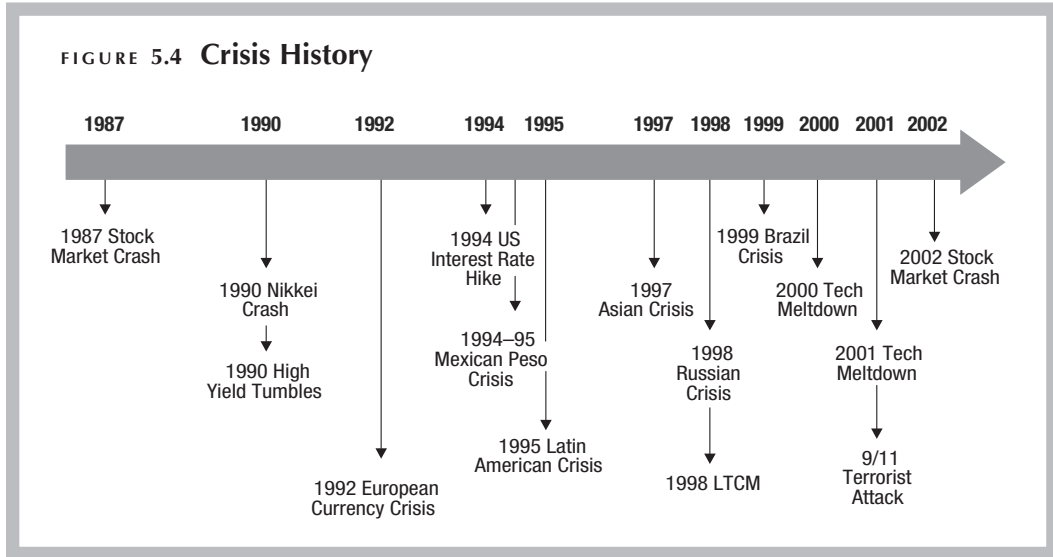 FIGURE 5.4 Crisis History
1987 1990 1992 1994 1995 1997 1998 1999 2000 2001 2002
1987 Stock
Market Crash
1990 Nikkei
Crash
1990 High
Yield Tumbles
1992 European
Currency Crisis
1994 US
Interest Rate
Hike
1994–95
Mexican Peso
Crisis
1995 Latin
American Crisis
1997
Asian Crisis
1998
Russian
Crisis
1998 LTCM
1999 Brazil
Crisis
2000 Tech
Meltdown
2001 Tech
Meltdown
9/11
Terrorist
Attack
2002 Stock
Market Crash